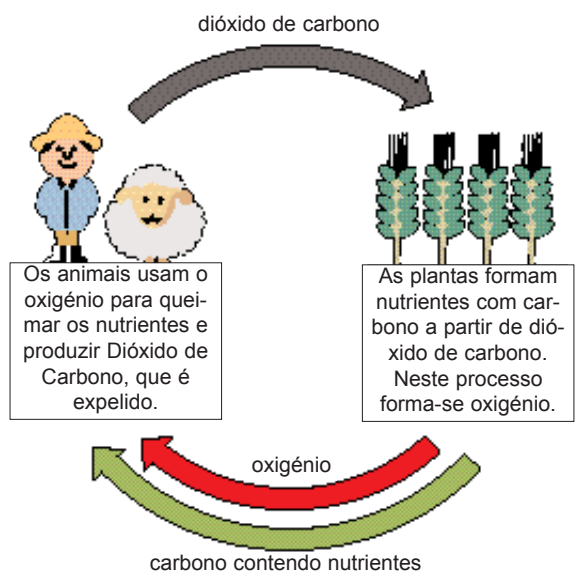 dióxido de carbono
Os animais usam o
oxigénio para quei-
mar os nutrientes e
produzir Dióxido de
Carbono, que é
expelido.
As plantas formam
nutrientes com car-
bono a partir de dió-
xido de carbono.
Neste processo
forma-se oxigénio.
oxigénio
carbono contendo nutrientes